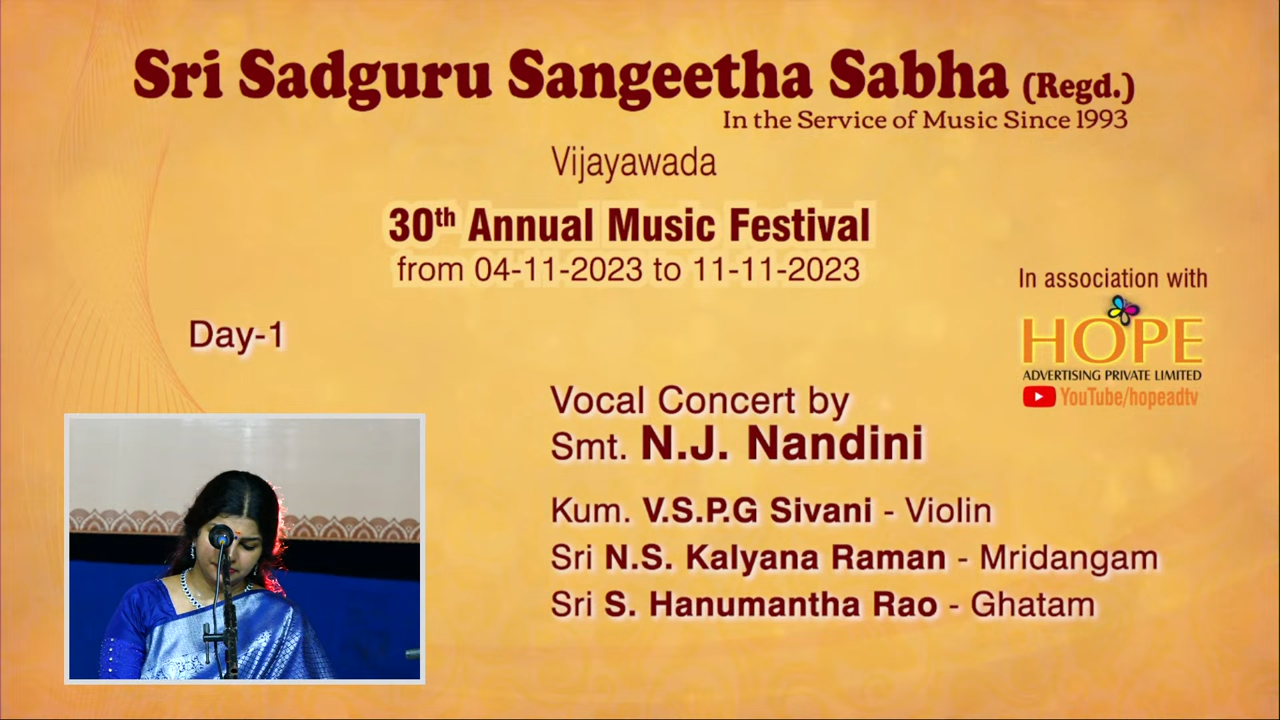 Sri Sadguru Sangeetha Sabha (Regd.)
In the Service of Music Since 1993
Vijayawada
30th Annual Music Festival
from 04-11-2023 to 11-11-2023
In association with
HOPE
ADVERTISING PRIVATE LIMITED
YouTube/hopeadtv
Day-1
Vocal Concert by
Smt. N.J. Nandini
Kum. V.S.P.G Sivani - Violin
Sri N.S. Kalyana Raman - Mridangam
Sri S. Hanumantha Rao - Ghatam